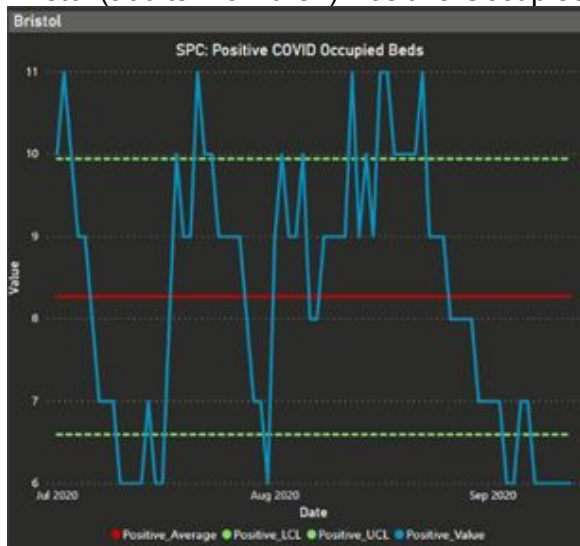 Bristol
SPC: Positive COVID Occupied Beds
11
10
9
8
7
6
Value
Jul 2020 Aug 2020 Sep 2020
Date
Positive_Average Positive_LCL Positive_UCL Positive_Value